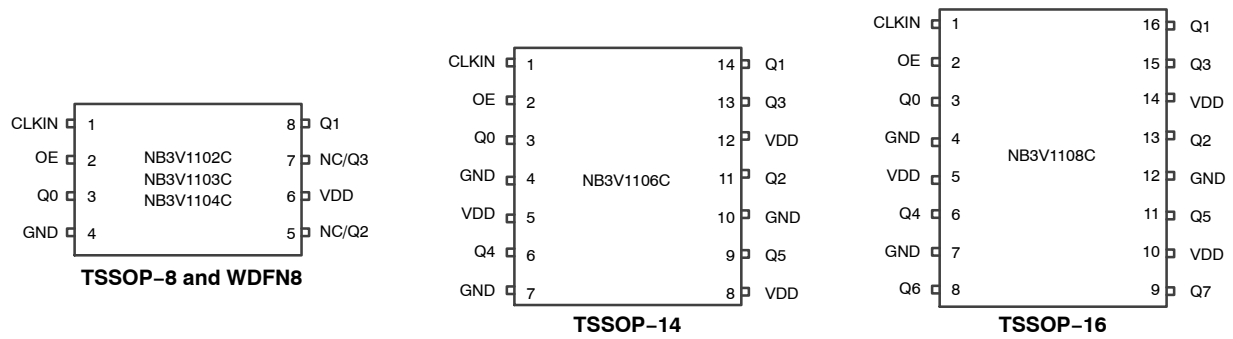 CLKIN 1 8 Q1
OE 2 NB3V1102C 7 NC/Q3
NB3V1103C
Q0 3 NB3V1104C 6 VDD
GND 4 5 NC/Q2
TSSOP−8 and WDFN8
CLKIN 1 14 Q1
OE 2 13 Q3
Q0 3 12 VDD
GND 4 NB3V1106C 11 Q2
VDD 5 10 GND
Q4 6 9 Q5
GND 7 8 VDD
TSSOP−14
CLKIN 1 16 Q1
OE 2 15 Q3
Q0 3 14 VDD
GND 4 13 Q2
NB3V1108C
VDD 5 12 GND
Q4 6 11 Q5
GND 7 10 VDD
Q6 8 9 Q7
TSSOP−16